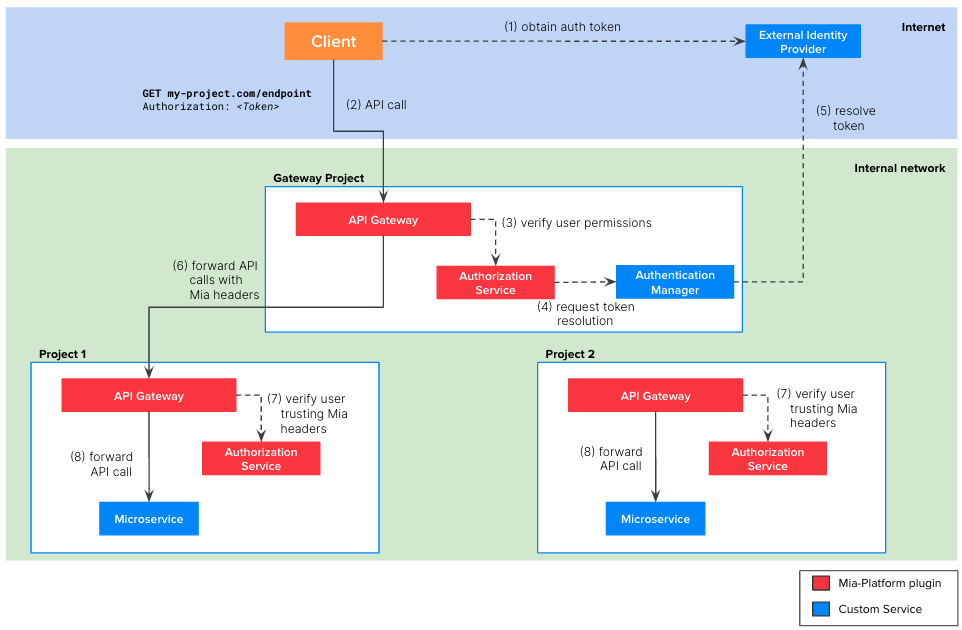 Internet
Client
(1) obtain auth token
External Identity
Provider
GET my-project.com/endpoint
Authorization: <Token>
(2) API call
(5) resolve
token
Internal network
Gateway Project
API Gateway
(3) verify user permissions
Authorization
Service
Authentication
Manager
(4) request token
resolution
(6) forward API
calls with
Mia headers
Project 1
API Gateway
(7) verify user
trusting Mia
headers
Authorization
Service
(8) forward
API call
Microservice
Project 2
API Gateway
(7) verify user
trusting Mia
headers
Authorization
Service
(8) forward
API call
Microservice
Mia-Platform plugin
Custom Service